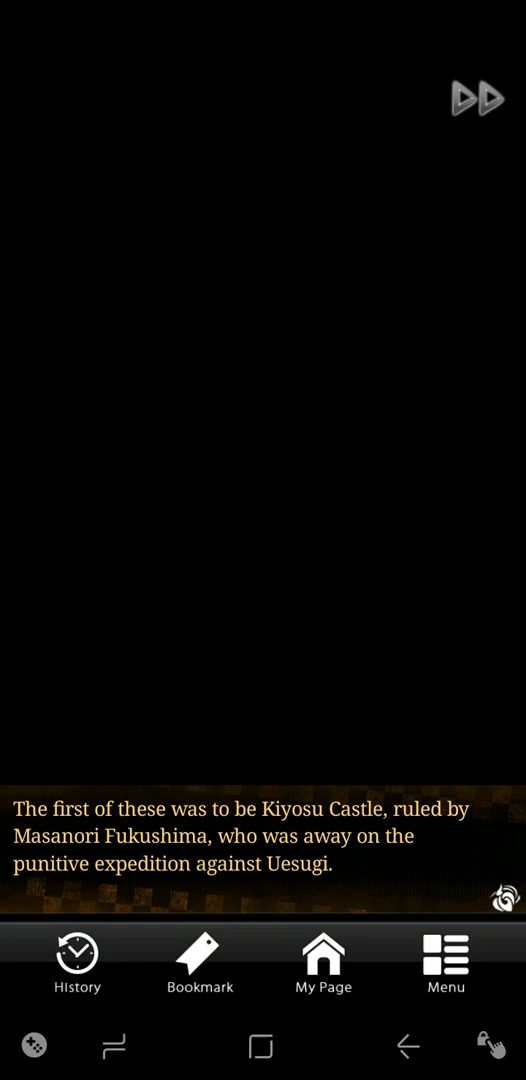 The first of these was to be Kiyosu Castle, ruled by
Masanori Fukushima, who was away on the
punitive expedition against Uesugi.
History
Bookmark
My Page
Menu